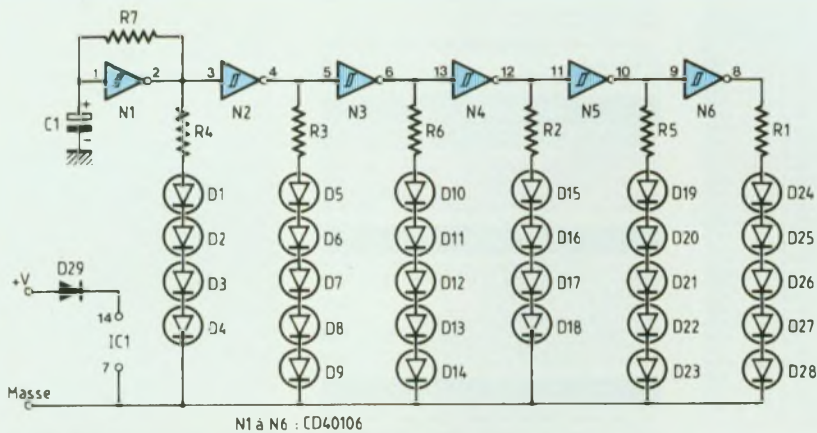 R7
1 2 3 4 5 6 13 12 11 10 9 8
N1 N2 N3 N4 N5 N6
C1 +
-
R4 R3 R6 R2 R5 R1
D1 D5 D10 D15 D19 D24
D2 D6 D11 D16 D20 D25
+V D29 D3 D7 D12 D17 D21 D26
14
IC1 D4 D8 D13 D18 D22 D27
7
Masse D9 D14 D23 D28
N1 à N6 : CD40106